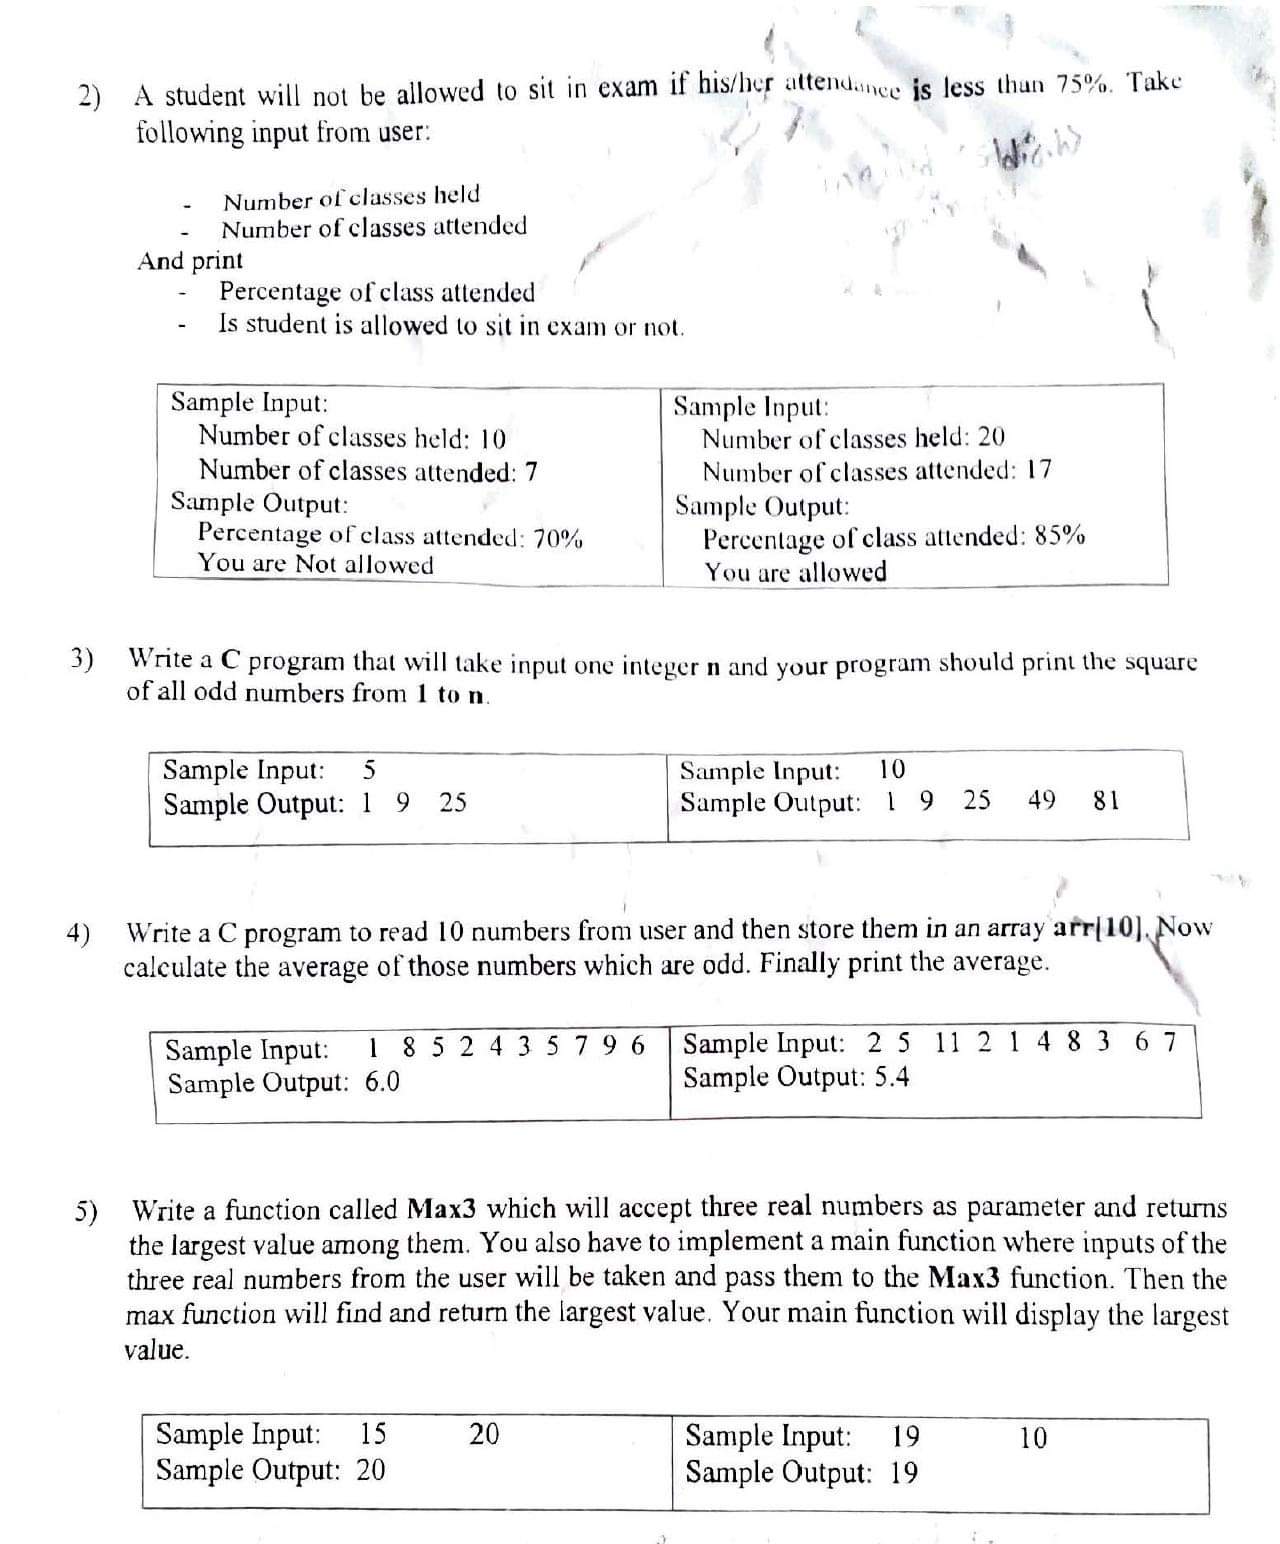 2) A student will not be allowed to sit in exam if his/her attendance is less than 75%. Take
following input from user:
- Number of classes held
- Number of classes attended
And print
- Percentage of class attended
- Is student is allowed to sit in exam or not.
Sample Input:
Number of classes held: 10
Number of classes attended: 7
Sample Output:
Percentage of class attended: 70%
You are Not allowed
Sample Input:
Number of classes held: 20
Number of classes attended: 17
Sample Output:
Percentage of class attended: 85%
You are allowed
3) Write a C program that will take input one integer n and your program should print the square
of all odd numbers from 1 to n.
Sample Input: 5
Sample Output: 1 9 25
Sample Input: 10
Sample Output: 1 9 25 49 81
4) Write a C program to read 10 numbers from user and then store them in an array arr[10]. Now
calculate the average of those numbers which are odd. Finally print the average.
Sample Input: 1 8 5 2 4 3 5 7 9 6
Sample Output: 6.0
Sample Input: 2 5 11 2 1 4 8 3 6 7
Sample Output: 5.4
5) Write a function called Max3 which will accept three real numbers as parameter and returns
the largest value among them. You also have to implement a main function where inputs of the
three real numbers from the user will be taken and pass them to the Max3 function. Then the
max function will find and return the largest value. Your main function will display the largest
value.
Sample Input: 15 20
Sample Output: 20
Sample Input: 19 10
Sample Output: 19